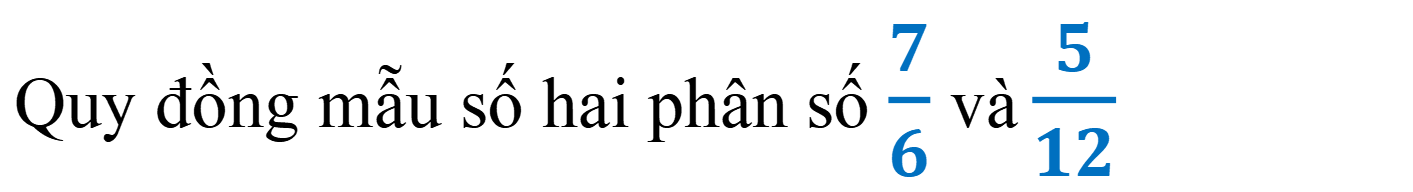 Quy đồng mẫu số hai phân số 7/6 và 5/12